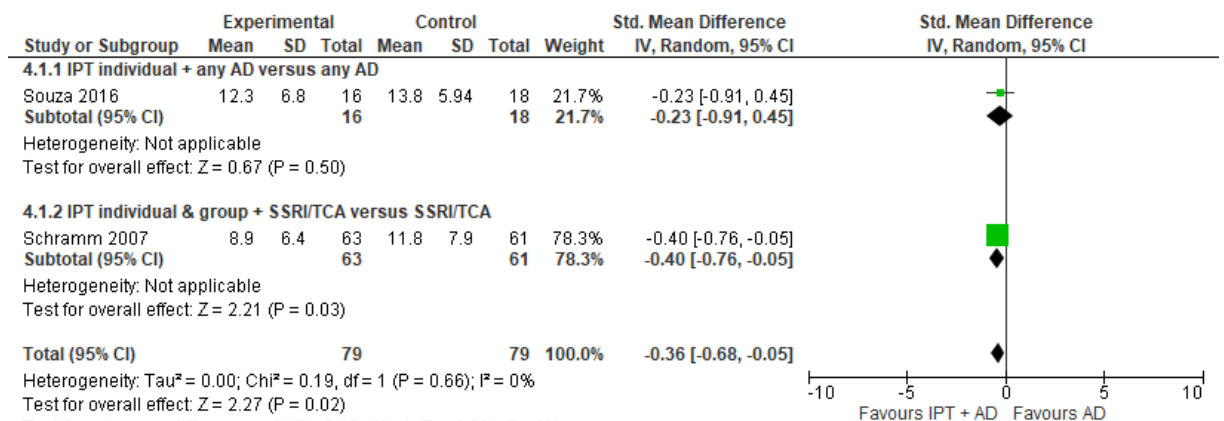 Experimental Control Std. Mean Difference Std. Mean Difference
Study or Subgroup Mean SD Total Mean SD Total Weight IV, Random, 95% CI IV, Random, 95% CI
4.1.1 IPT individual + any AD versus any AD
Souza 2016 12.3 6.8 16 13.8 5.94 18 21.7% -0.23 [-0.91, 0.45]
Subtotal (95% CI) 16 18 21.7% -0.23 [-0.91, 0.45]
Heterogeneity: Not applicable
Test for overall effect: Z = 0.67 (P = 0.50)
4.1.2 IPT individual & group + SSRI/TCA versus SSRI/TCA
Schramm 2007 8.9 6.4 63 11.8 7.9 61 78.3% -0.40 [-0.76, -0.05]
Subtotal (95% CI) 63 61 78.3% -0.40 [-0.76, -0.05]
Heterogeneity: Not applicable
Test for overall effect: Z = 2.21 (P = 0.03)
Total (95% CI) 79 79 100.0% -0.36 [-0.68, -0.05]
Heterogeneity: Tau² = 0.00; Chi² = 0.19, df = 1 (P = 0.66); I² = 0%
Test for overall effect: Z = 2.27 (P = 0.02)
-10 -5 0 5 10
Favours IPT + AD Favours AD